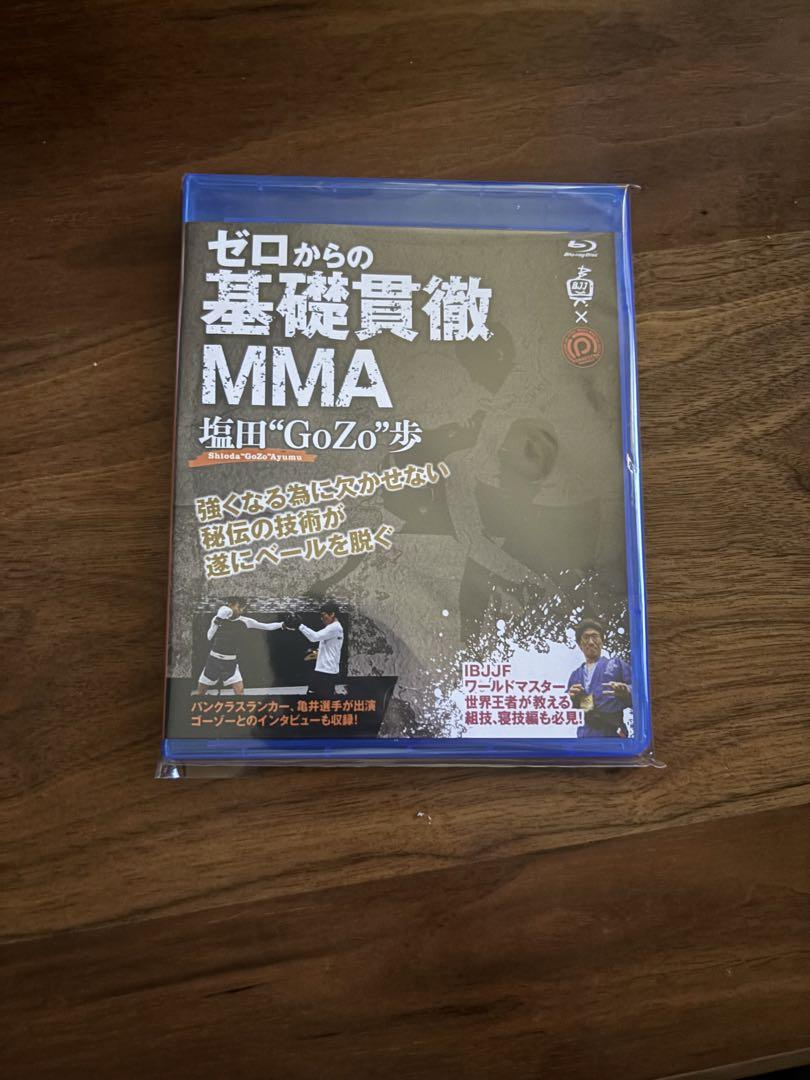 ゼロからの
基礎貫徹
MMA
塩田“GoZo”歩
Shioda“GoZo”Ayumu
強くなる為に欠かせない
秘伝の技術が
遂にベールを脱ぐ
パンクラスランカー、亀井選手が出演
ゴーゾーとのインタビューも収録!
IBJJF
ワールドマスター
世界王者が教える
組技、寝技編も必見!
Blu-ray Disc
BJJ
×